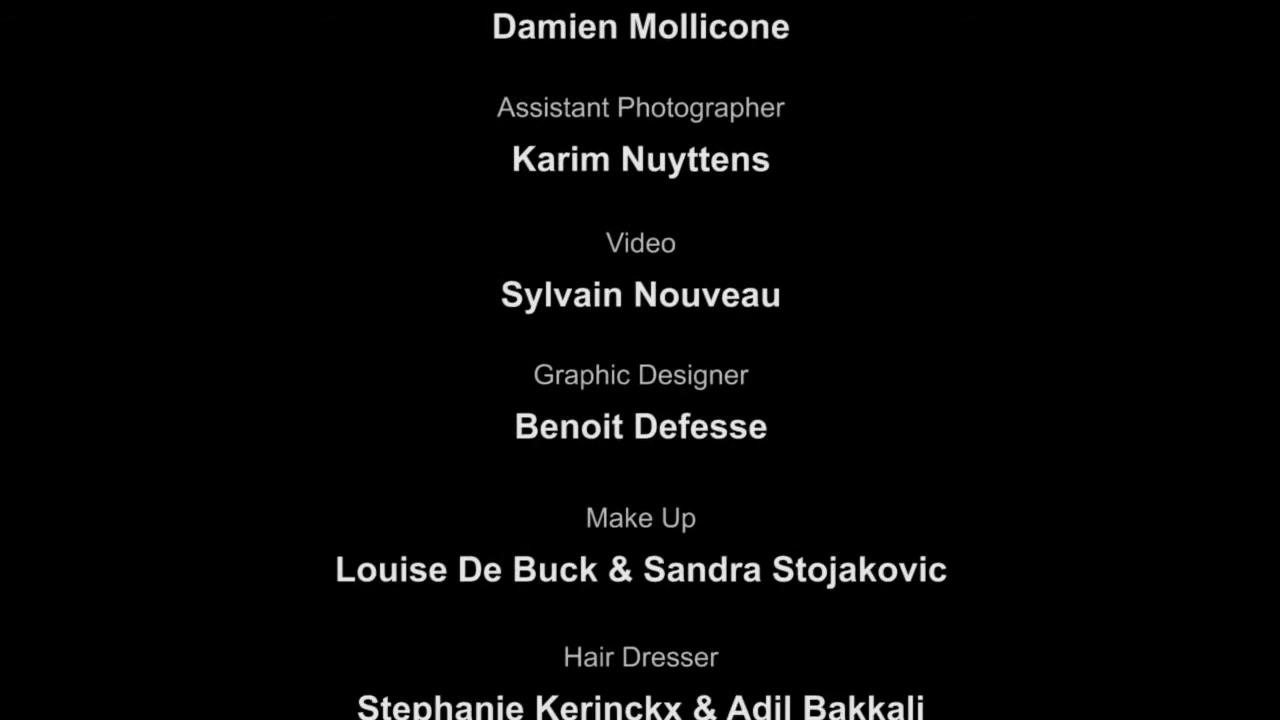 Damien Mollicone
Assistant Photographer
Karim Nuyttens
Video
Sylvain Nouveau
Graphic Designer
Benoit Defesse
Make Up
Louise De Buck & Sandra Stojakovic
Hair Dresser
Stephanie Kerinckx & Adil Bakkali